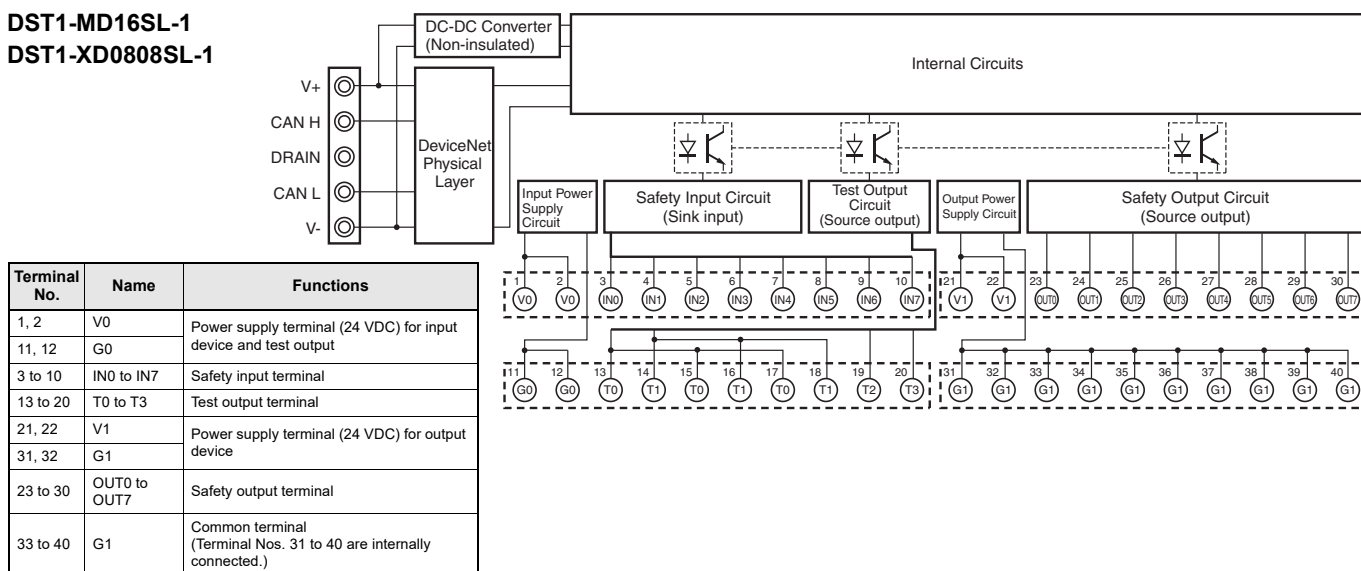 DST1-MD16SL-1
DST1-XD0808SL-1
DC-DC Converter
(Non-insulated)
Internal Circuits
V+
CAN H
DRAIN
CAN L
V-
DeviceNet
Physical
Layer
Input Power
Supply
Circuit
Safety Input Circuit
(Sink input)
Test Output
Circuit
(Source output)
Output Power
Supply Circuit
Safety Output Circuit
(Source output)
1 2 3 4 5 6 7 8 9 10 21 22 23 24 25 26 27 28 29 30
V0 V0 IN0 IN1 IN2 IN3 IN4 IN5 IN6 IN7 V1 V1 OUT0 OUT1 OUT2 OUT3 OUT4 OUT5 OUT6 OUT7
11 12 13 14 15 16 17 18 19 20 31 32 33 34 35 36 37 38 39 40
G0 G0 T0 T1 T0 T1 T0 T1 T2 T3 G1 G1 G1 G1 G1 G1 G1 G1 G1 G1
Terminal No. Name Functions
1, 2 V0 Power supply terminal (24 VDC) for input
device and test output
11, 12 G0
3 to 10 IN0 to IN7 Safety input terminal
13 to 20 T0 to T3 Test output terminal
21, 22 V1 Power supply terminal (24 VDC) for output
device
31, 32 G1
23 to 30 OUT0 to OUT7 Safety output terminal
33 to 40 G1 Common terminal
(Terminal Nos. 31 to 40 are internally
connected.)